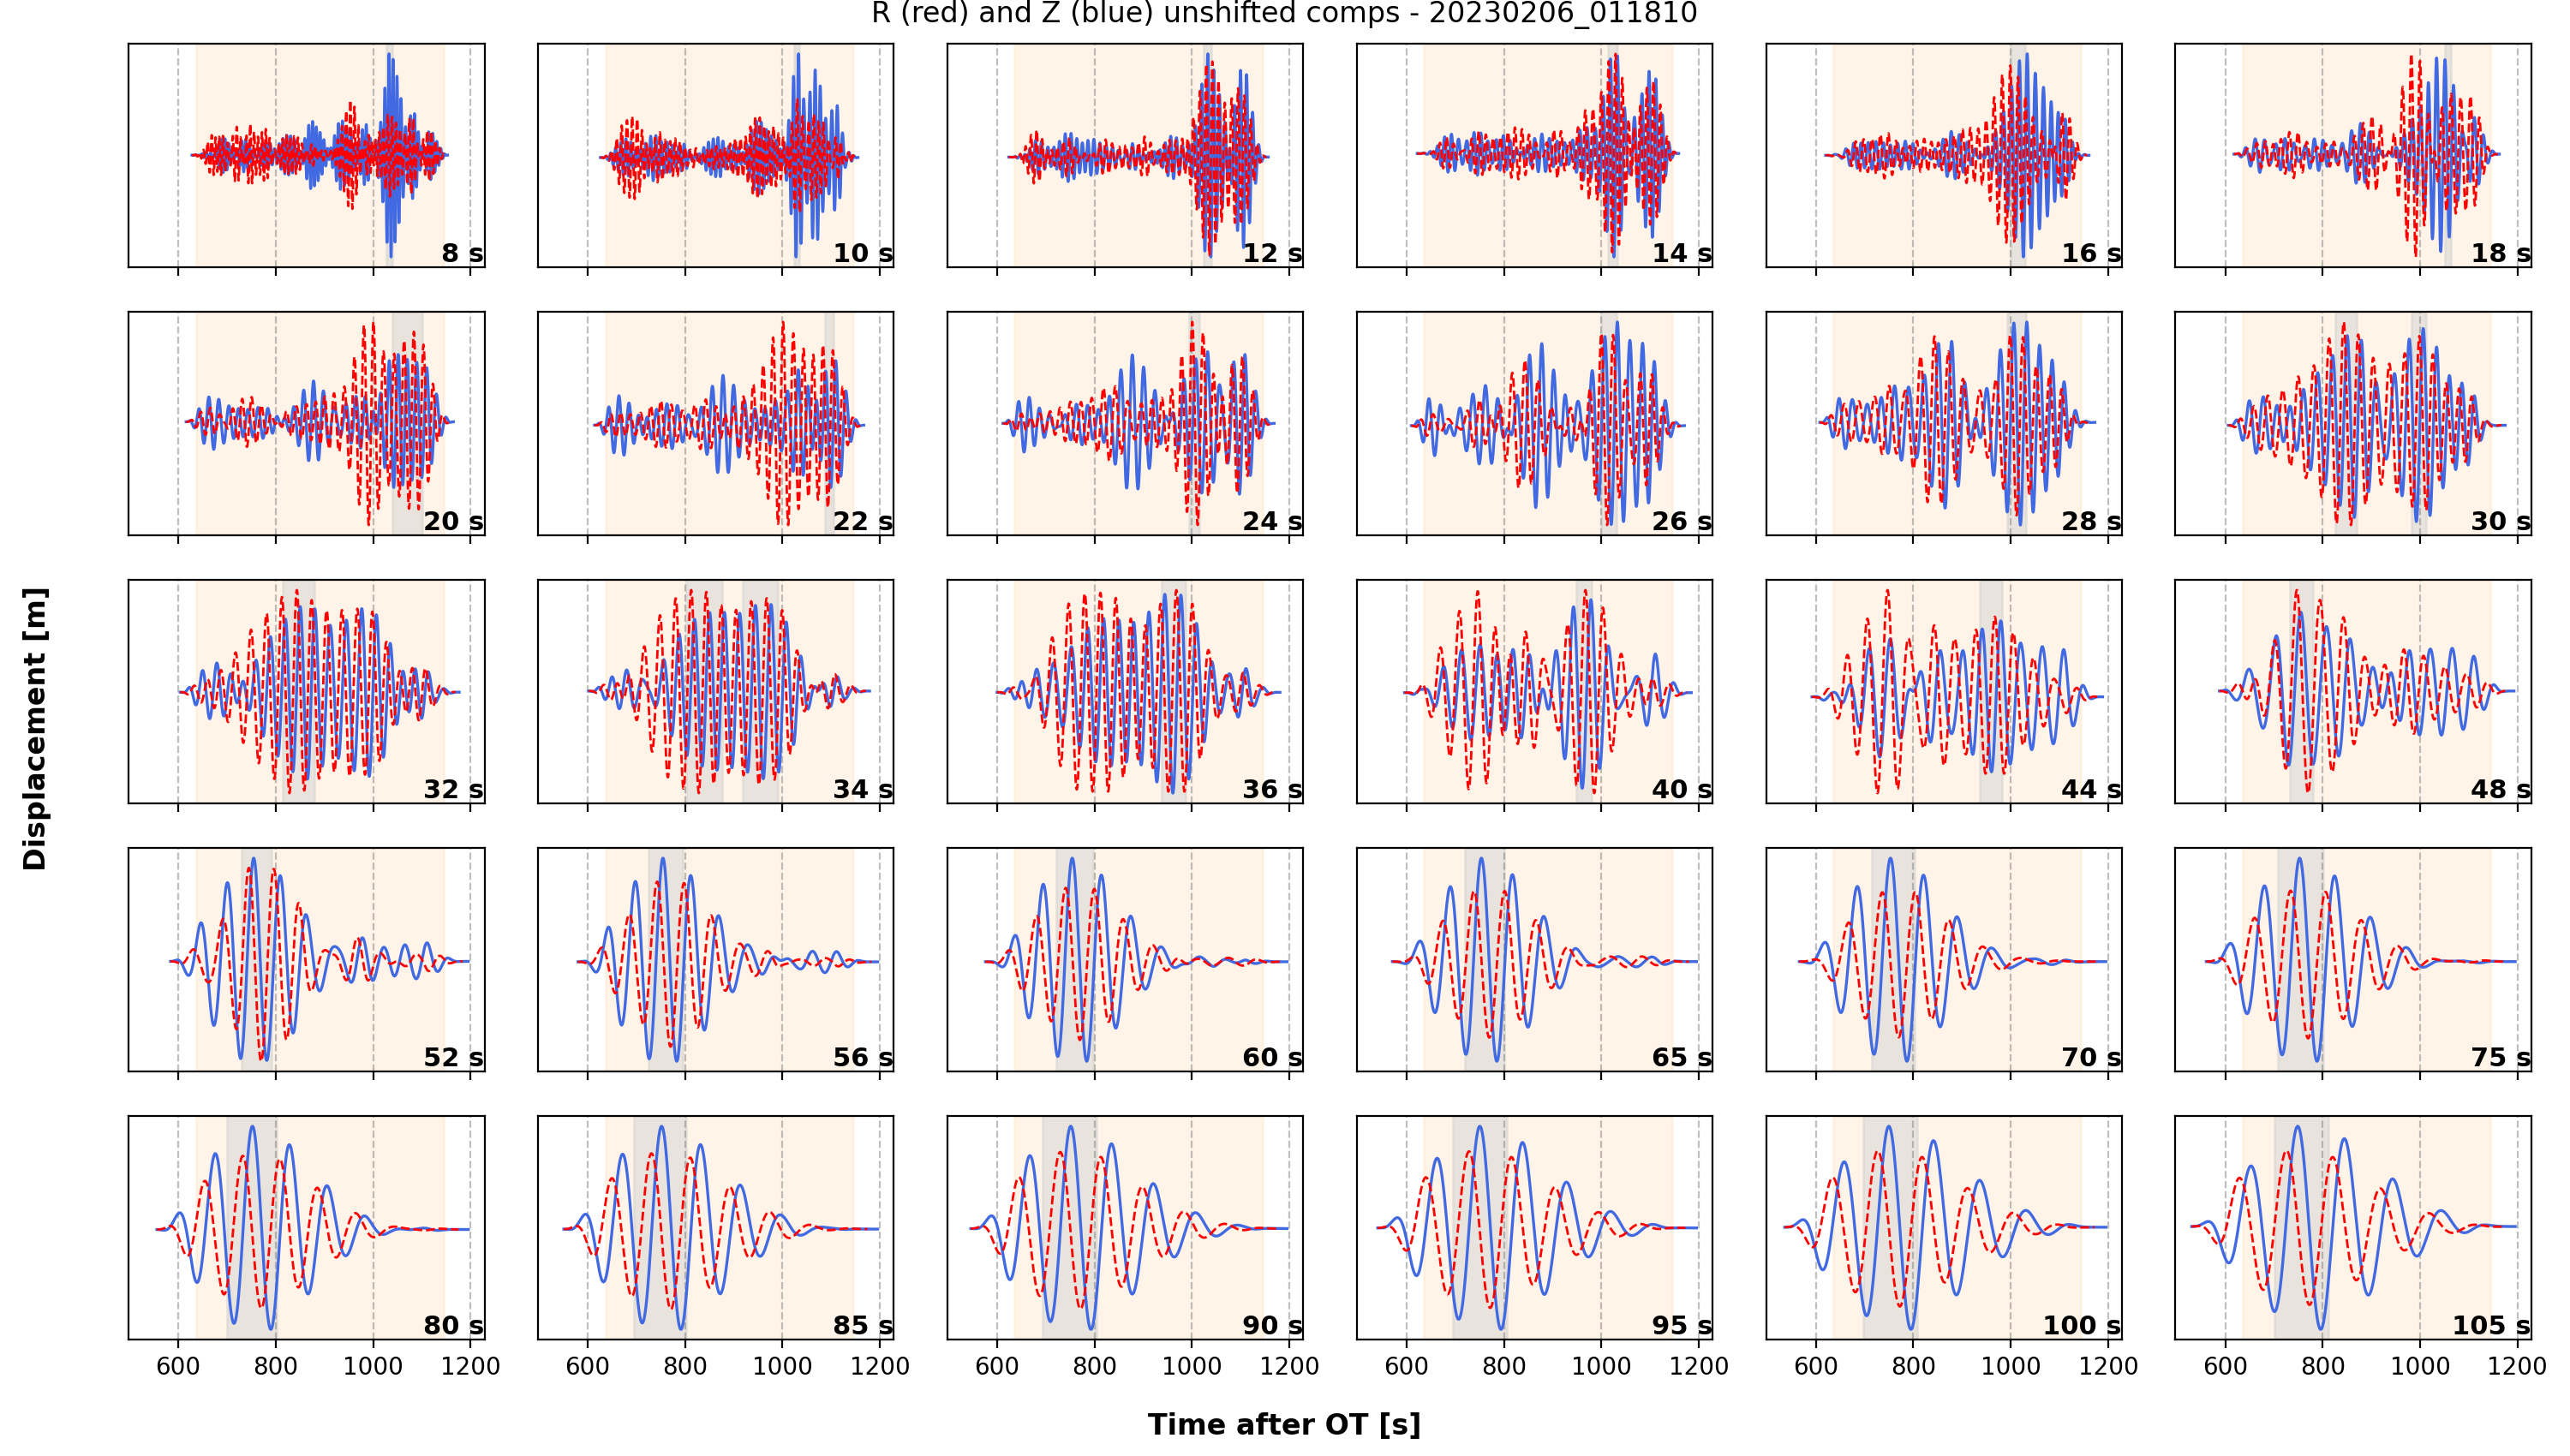 R (red) and Z (blue) unshifted comps - 20230206_011810
8 s
10 s
12 s
14 s
16 s
18 s
20 s
22 s
24 s
26 s
28 s
30 s
32 s
34 s
36 s
40 s
44 s
48 s
Displacement [m]
52 s
56 s
60 s
65 s
70 s
75 s
80 s
85 s
90 s
95 s
100 s
105 s
600 800 1000 1200
600 800 1000 1200
600 800 1000 1200
600 800 1000 1200
600 800 1000 1200
600 800 1000 1200
Time after OT [s]